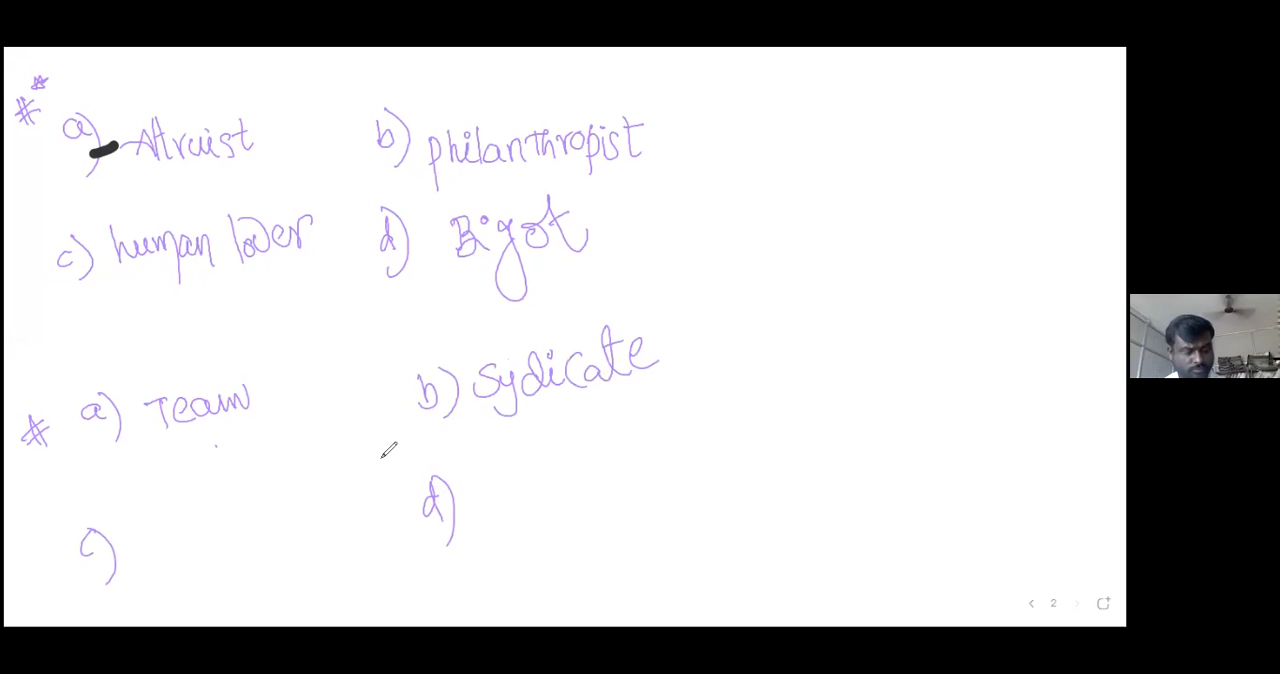 a) Altruist b) philanthropist
c) human lover d) Bigot
# a) Team b) Sydicate
c) d)
2